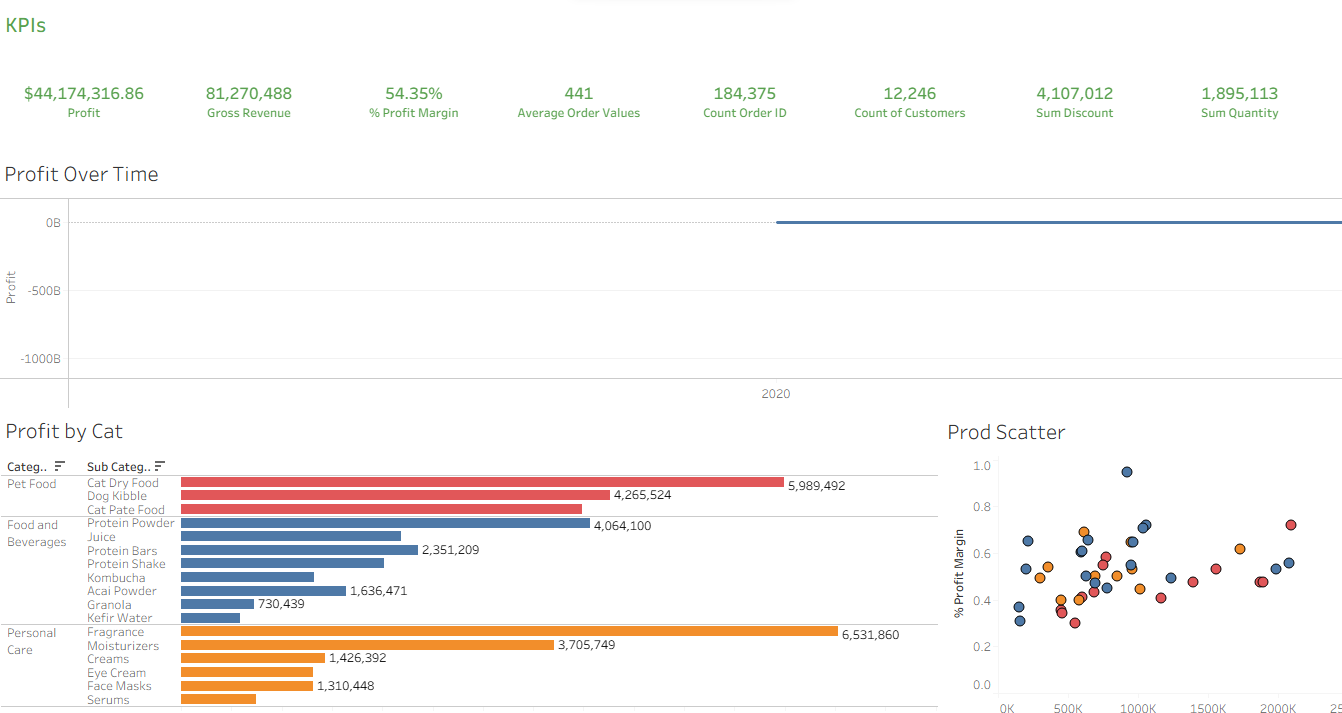 KPIs
$44,174,316.86 81,270,488 54.35% 441 184,375 12,246 4,107,012 1,895,113
Profit Gross Revenue % Profit Margin Average Order Values Count Order ID Count of Customers Sum Discount Sum Quantity
Profit Over Time
0B
-500B
-1000B
Profit
2020
Profit by Cat
Categ.. Sub Categ..
Pet Food Cat Dry Food 5,989,492
Dog Kibble 4,265,524
Cat Pate Food
Food and Beverages Protein Powder 4,064,100
Juice
Protein Bars 2,351,209
Protein Shake
Kombucha
Acai Powder 1,636,471
Granola 730,439
Kefir Water
Personal Care Fragrance 6,531,860
Moisturizers 3,705,749
Creams 1,426,392
Eye Cream
Face Masks 1,310,448
Serums
Prod Scatter
1.0
0.8
0.6
0.4
0.2
0.0
% Profit Margin
0K 500K 1000K 1500K 2000K 25